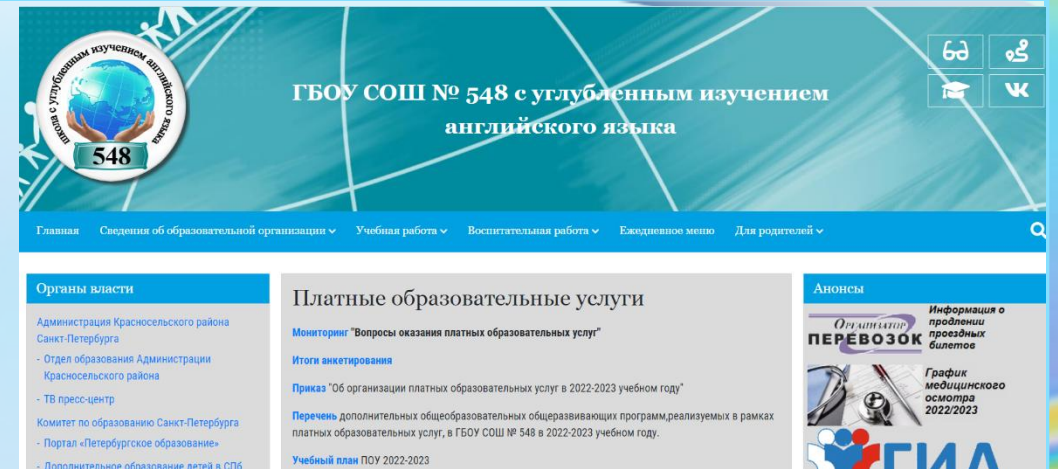 школа с углубленным изучением английского языка
548
ГБОУ СОШ № 548 с углубленным изучением
английского языка
Главная Сведения об образовательной организации Учебная работа Воспитательная работа Ежедневное меню Для родителей
Органы власти
Администрация Красносельского района
Санкт-Петербурга
- Отдел образования Администрации
Красносельского района
- ТВ пресс-центр
Комитет по образованию Санкт-Петербурга
- Портал «Петербургское образование»
- Дополнительное образование детей в СПб
Платные образовательные услуги
Мониторинг "Вопросы оказания платных образовательных услуг"
Итоги анкетирования
Приказ "Об организации платных образовательных услуг в 2022-2023 учебном году"
Перечень дополнительных общеобразовательных общеразвивающих программ,реализуемых в рамках
платных образовательных услуг, в ГБОУ СОШ № 548 в 2022-2023 учебном году.
Учебный план ПОУ 2022-2023
Анонсы
Организатор
ПЕРЕВОЗОК
Информация о
продлении
проездных
билетов
График
медицинского
осмотра
2022/2023
ГИА